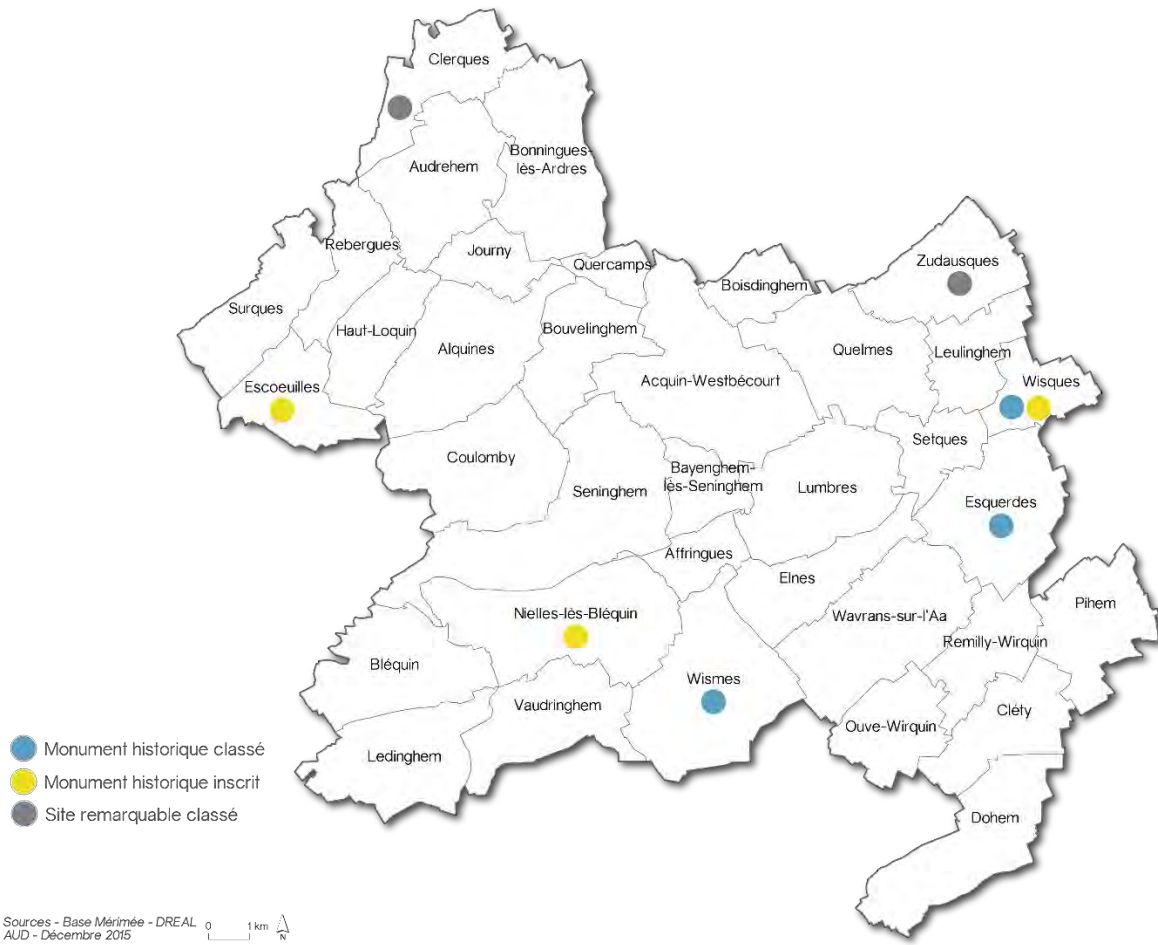 Clerques
Audrehem
Bonningues-
lès-Ardres
Rebergues
Journy
Quercamps
Zudausques
Boisdinghem
Surques
Haut-Loquin
Bouvelinghem
Alquines
Quelmes
Leulinghem
Escoeuilles
Acquin-Westbécourt
Wisques
Setques
Coulomby
Bayenghem-
lès-Seninghem
Seninghem
Lumbres
Esquerdes
Affringues
Elnes
Pihem
Nielles-lès-Bléquin
Wavrans-sur-l'Aa
Remilly-Wirquin
Bléquin
Wismes
Vaudringhem
Cléty
Ouve-Wirquin
Ledinghem
Dohem
Monument historique classé
Monument historique inscrit
Site remarquable classé
Sources - Base Mérimée - DREAL
AUD - Décembre 2015
0 1 km
N